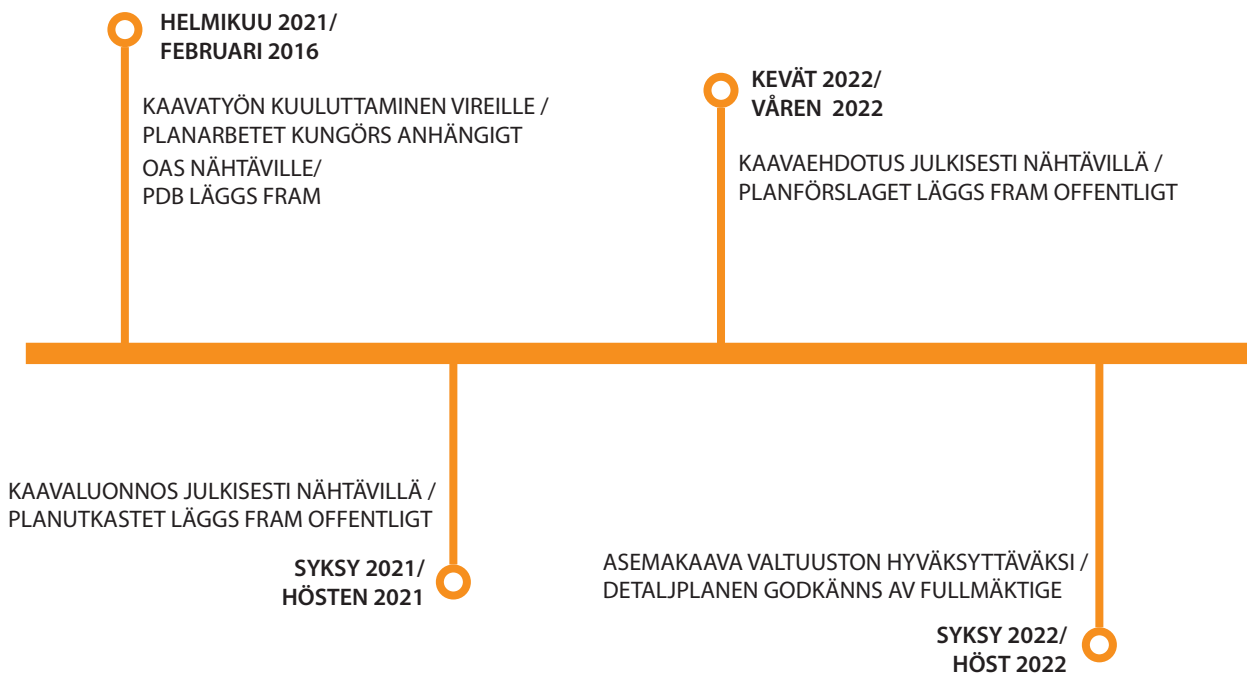 HELMIKUU 2021/
FEBRUARI 2016
KAAVATYÖN KUULUTTAMINEN VIREILLE /
PLANARBETET KUNGÖRS ANHÄNGIGT
OAS NÄHTÄVILLE/
PDB LÄGGS FRAM
KEVÄT 2022/
VÅREN 2022
KAAVAEHDOTUS JULKISESTI NÄHTÄVILLÄ /
PLANFÖRSLAGET LÄGGS FRAM OFFENTLIGT
KAAVALUONNOS JULKISESTI NÄHTÄVILLÄ /
PLANUTKASTET LÄGGS FRAM OFFENTLIGT
SYKSY 2021/
HÖSTEN 2021
ASEMAKAAVA VALTUUSTON HYVÄKSYTTÄVÄKSI /
DETALJPLANEN GODKÄNNS AV FULLMÄKTIGE
SYKSY 2022/
HÖST 2022